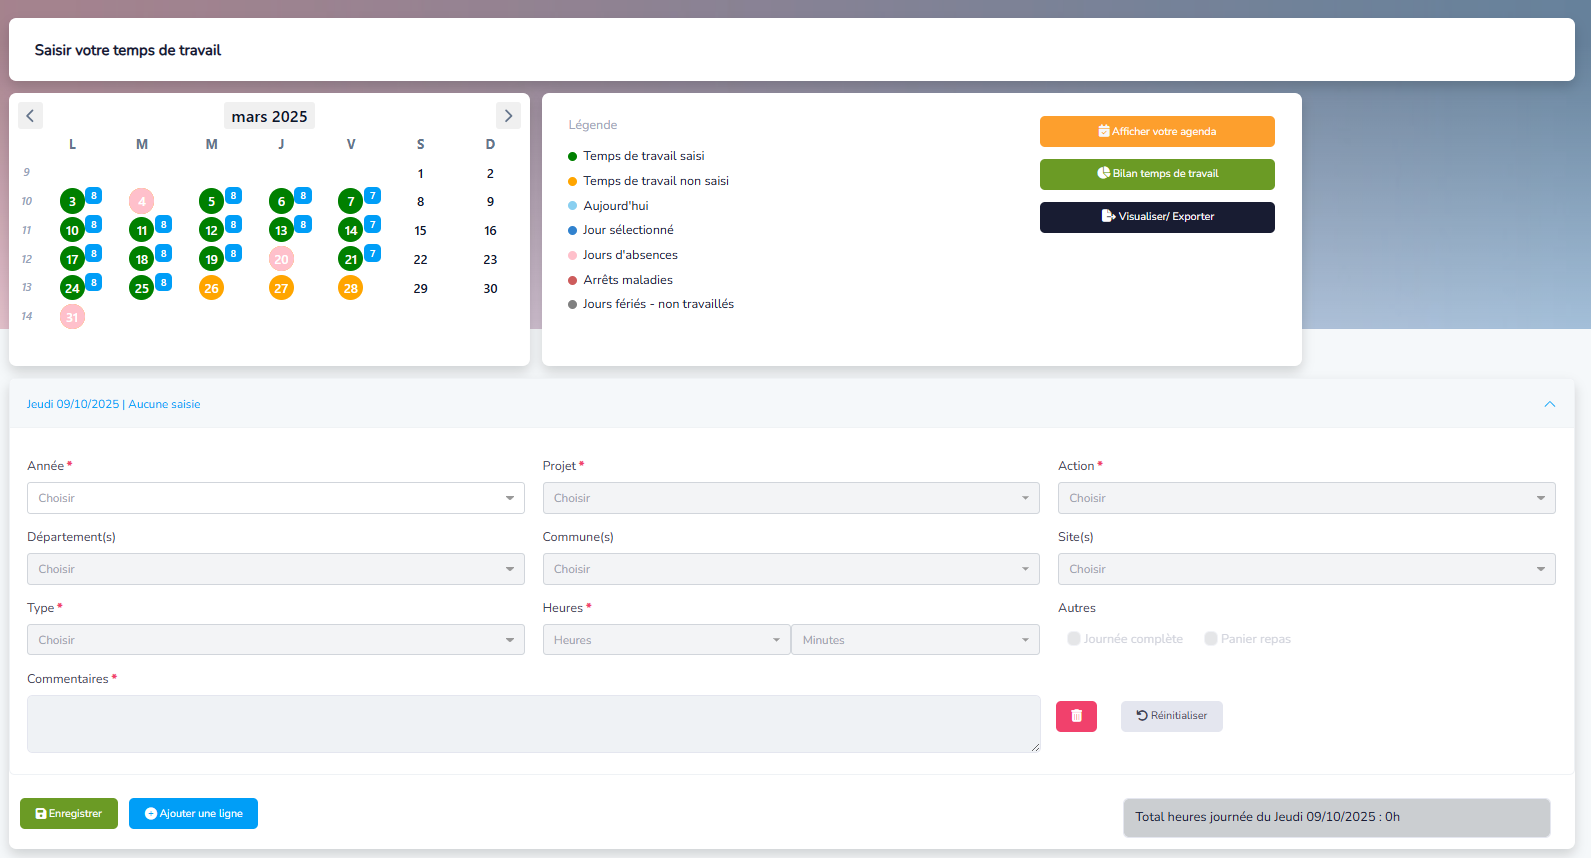 Saisir votre temps de travail
mars 2025
L M M J V S D
9 1 2
10 3 8 4 5 8 6 8 7 7 8 9
11 10 8 11 8 12 8 13 8 14 7 15 16
12 17 8 18 8 19 8 20 21 7 22 23
13 24 8 25 8 26 27 28 29 30
14 31
Légende
Temps de travail saisi
Temps de travail non saisi
Aujourd'hui
Jour sélectionné
Jours d'absences
Arrêts maladies
Jours fériés - non travaillés
Afficher votre agenda
Bilan temps de travail
Visualiser/ Exporter
Jeudi 09/10/2025 | Aucune saisie
Année * Projet * Action *
Choisir Choisir Choisir
Département(s) Commune(s) Site(s)
Choisir Choisir Choisir
Type * Heures * Autres
Choisir Heures Minutes Journée complète Panier repas
Commentaires *
Réinitialiser
Enregistrer Ajouter une ligne
Total heures journée du Jeudi 09/10/2025 : 0h